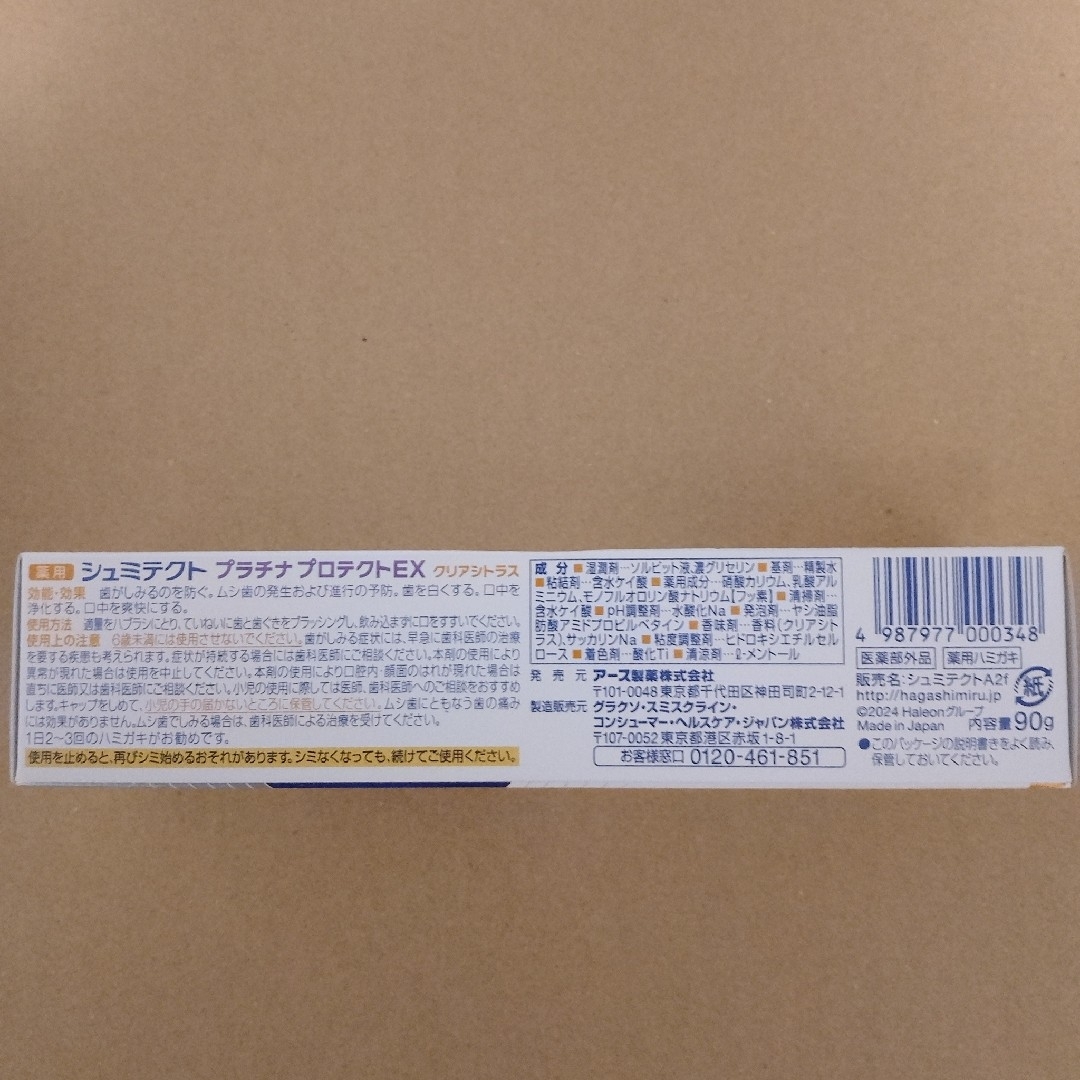 薬用 シュミテクト プラチナプロテクトEX クリアシトラス
効能・効果 歯がしみるのを防ぐ。ムシ歯の発生および進行の予防。歯を白くする。口中を
浄化する。口中を爽快にする。
使用方法 適量をハブラシにとり、ていねいに歯と歯ぐきをブラッシングし、飲み込まずに口をすすいでください。
使用上の注意 6歳未満には使用させないでください。歯がしみる症状には、早急に歯科医師の治療
を要する疾患も考えられます。症状が持続する場合には歯科医師にご相談ください。本剤の使用により
異常が現れた場合は使用を中止してください。本剤の使用により口腔内・顔面のはれが現れた場合は
直ちに医師又は歯科医師にご相談ください。小児の使用に際しては医師、歯科医師へのご相談をおすすめ
します。キャップをしめて、小児の手の届かないところに保管してください。ムシ歯にともなう歯の痛み
には効果がありません。ムシ歯でしみる場合は、歯科医師による治療を受けてください。
1日2〜3回のハミガキがお勧めです。
使用を止めると、再びシミ始めるおそれがあります。シミなくなっても、続けてご使用ください。
成分 ■湿潤剤…ソルビット液、濃グリセリン ■基剤…精製水
■粘結剤…含水ケイ酸 ■薬用成分…硝酸カリウム、乳酸アル
ミニウム、モノフルオロリン酸ナトリウム【フッ素】 ■清掃剤…
含水ケイ酸 ■pH調整剤…水酸化Na ■発泡剤…ヤシ油脂
肪酸アミドプロピルベタイン ■香味剤…香料(クリアシト
ラス)、サッカリンNa ■粘度調整剤…ヒドロキシエチルセル
ロース ■着色剤…酸化Ti ■清涼剤…ℓ-メントール
発売元 アース製薬株式会社
〒101-0048 東京都千代田区神田司町2-12-1
製造販売元 グラクソ・スミスクライン・
コンシューマー・ヘルスケア・ジャパン株式会社
〒107-0052 東京都港区赤坂1-8-1
お客様窓口 0120-461-851
4 987977 000348
医薬部外品 薬用ハミガキ
販売名:シュミテクトA2f
http://hagashimiru.jp
紙
©2024 Haleonグループ
Made in Japan 内容量 90g
●このパッケージの説明書きをよく読み、
保管しておいてください。